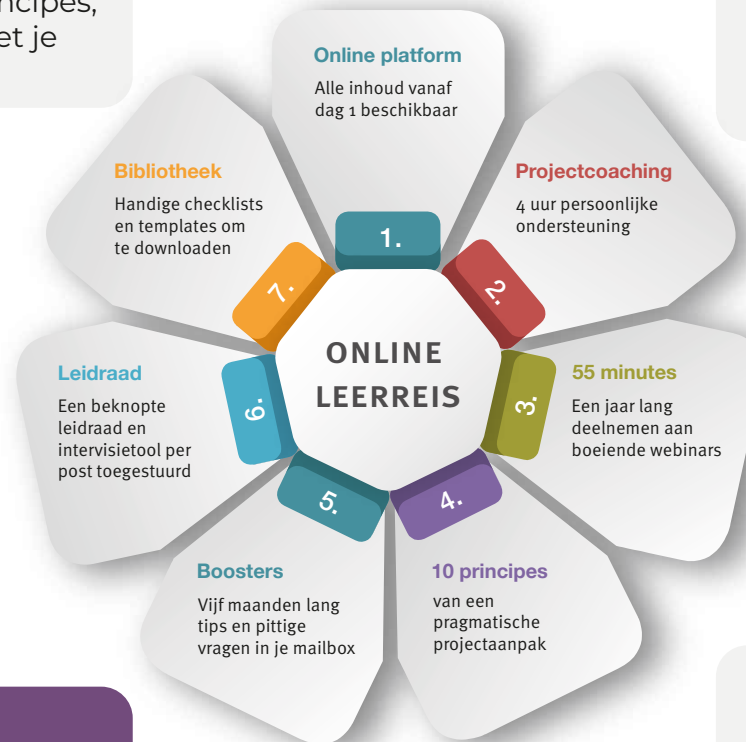 ncipes,
et je
Online platform
Alle inhoud vanaf
dag 1 beschikbaar
1.
Projectcoaching
4 uur persoonlijke
ondersteuning
2.
55 minutes
Een jaar lang
deelnemen aan
boeiende webinars
3.
10 principes
van een
pragmatische
projectaanpak
4.
Boosters
Vijf maanden lang
tips en pittige
vragen in je mailbox
5.
Leidraad
Een beknopte
leidraad en
intervisietool per
post toegestuurd
6.
Bibliotheek
Handige checklists
en templates om
te downloaden
7.
ONLINE
LEERREIS